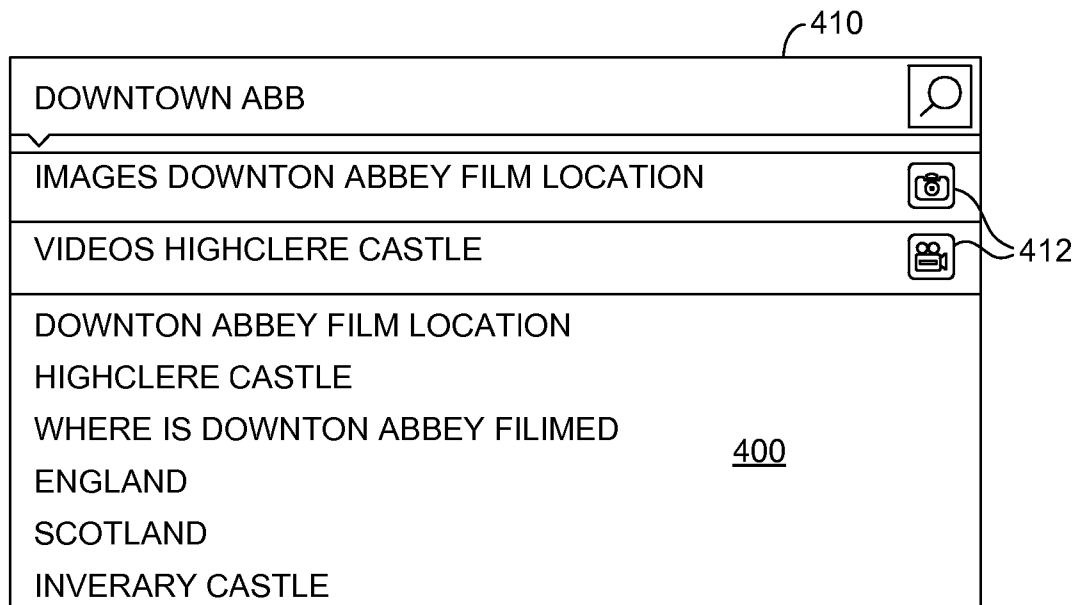 410
DOWNTOWN ABB
IMAGES DOWNTON ABBEY FILM LOCATION
VIDEOS HIGHCLERE CASTLE
412
DOWNTON ABBEY FILM LOCATION
HIGHCLERE CASTLE
WHERE IS DOWNTON ABBEY FILIMED
400
ENGLAND
SCOTLAND
INVERARY CASTLE